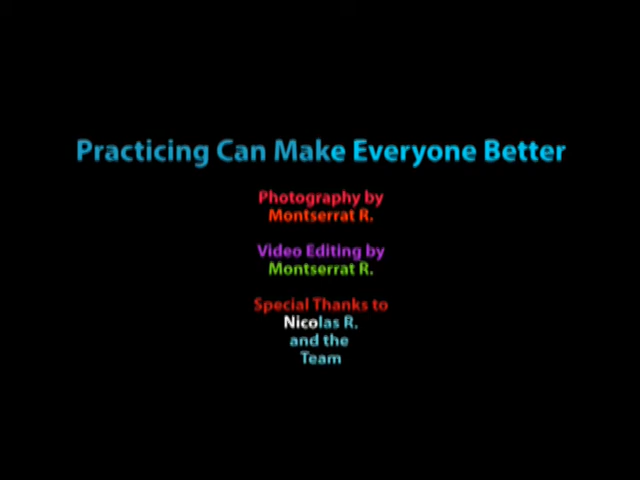 Practicing Can Make Everyone Better
Photography by
Montserrat R.
Video Editing by
Montserrat R.
Special Thanks to
Nicolas R.
and the
Team